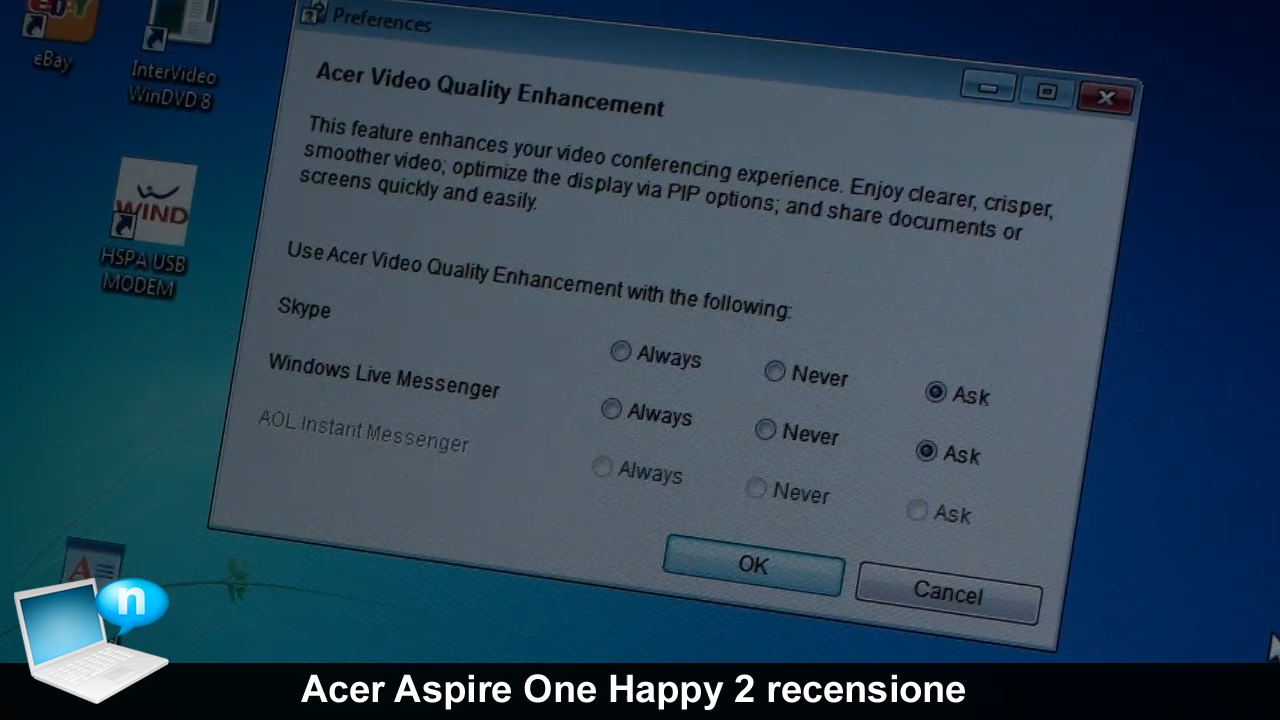 Preferences
eBay
InterVideo
WinDVD 8
Acer Video Quality Enhancement
This feature enhances your video conferencing experience. Enjoy clearer, crisper,
smoother video; optimize the display via PIP options; and share documents or
screens quickly and easily.
WIND
HSPA USB
MODEM
Use Acer Video Quality Enhancement with the following:
Skype
Always Never Ask
Windows Live Messenger
Always Never Ask
AOL Instant Messenger
Always Never Ask
OK Cancel
n
Acer Aspire One Happy 2 recensione